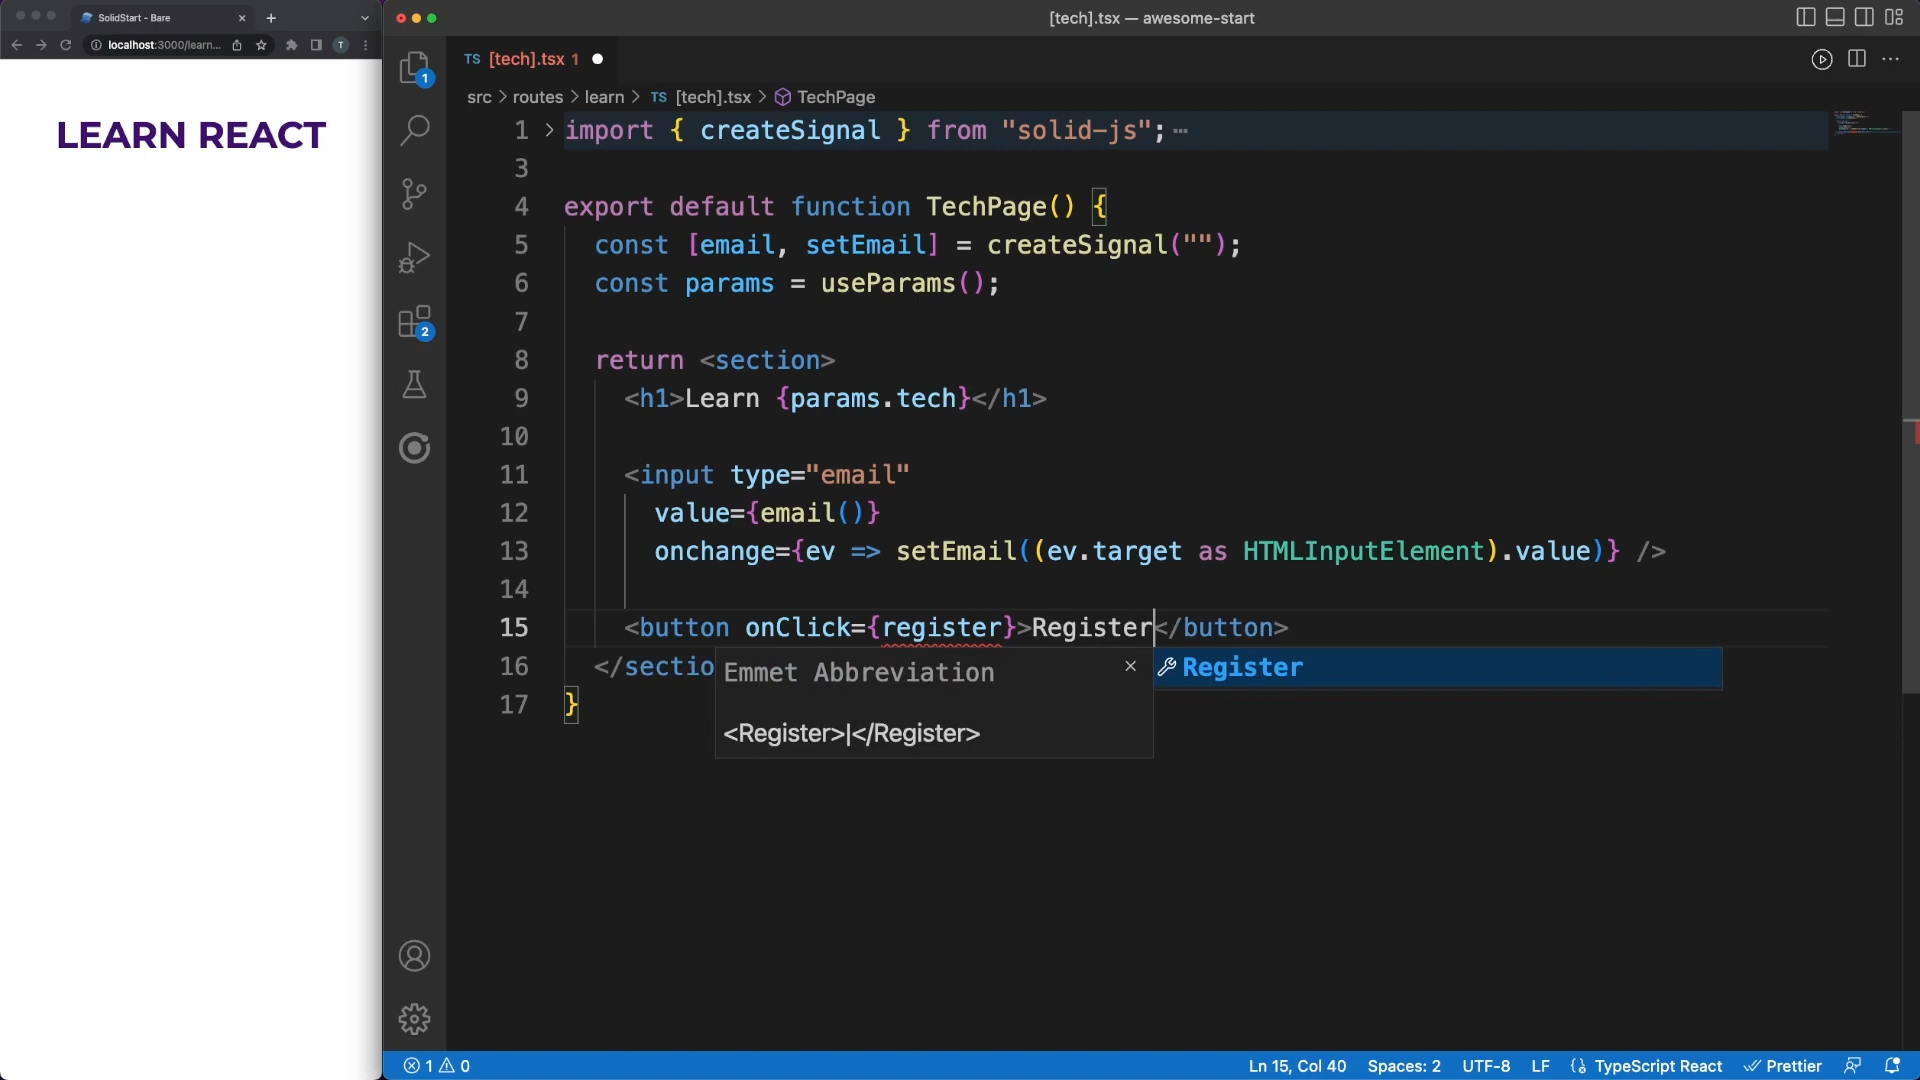 SolidStart - Bare
localhost:3000/learn...
T
LEARN REACT
[tech].tsx — awesome-start
TS [tech].tsx 1
src > routes > learn > TS [tech].tsx > TechPage
1 import { createSignal } from "solid-js";
3
4 export default function TechPage() {
5 const [email, setEmail] = createSignal("");
6 const params = useParams();
7
8 return <section>
9 <h1>Learn {params.tech}</h1>
10
11 <input type="email"
12 value={email()}
13 onchange={ev => setEmail((ev.target as HTMLInputElement).value)} />
14
15 <button onClick={register}>Register</button>
16 </sectio
17 }
Emmet Abbreviation
<Register>|</Register>
Register
1
2
1 0
Ln 15, Col 40 Spaces: 2 UTF-8 LF TypeScript React Prettier